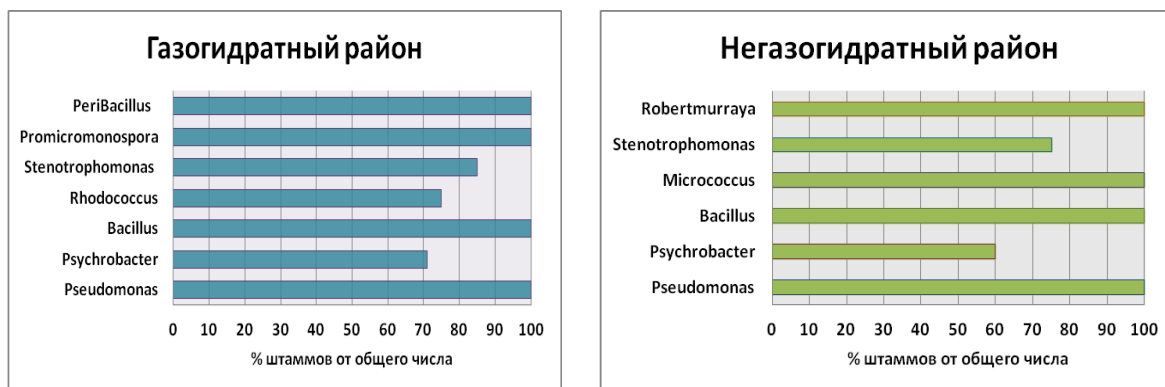 Газогидратный район
PeriBacillus
Promicromonospora
Stenotrophomonas
Rhodococcus
Bacillus
Psychrobacter
Pseudomonas
0 10 20 30 40 50 60 70 80 90 100
% штаммов от общего числа
Негазогидратный район
Robertmurraya
Stenotrophomonas
Micrococcus
Bacillus
Psychrobacter
Pseudomonas
0 10 20 30 40 50 60 70 80 90 100
% штаммов от общего числа